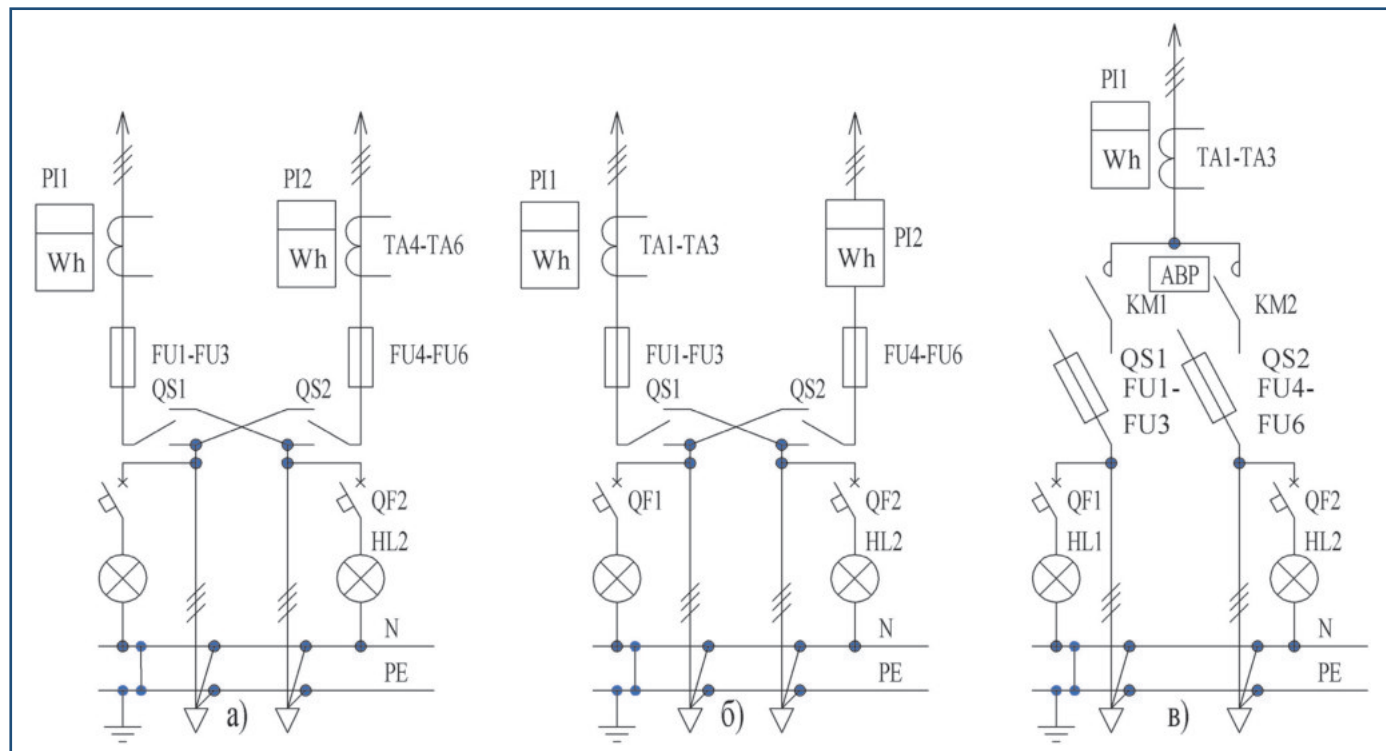 PI1
Wh
PI2
Wh
TA4-TA6
FU1-FU3
FU4-FU6
QS1
QS2
QF2
HL2
N
PE
а)
PI1
Wh
TA1-TA3
Wh
PI2
FU1-FU3
FU4-FU6
QS1
QS2
QF1
QF2
HL2
N
PE
б)
PI1
Wh
TA1-TA3
АВР
KM1
KM2
QS1
FU1-
FU3
QS2
FU4-
FU6
QF1
QF2
HL1
HL2
N
PE
в)